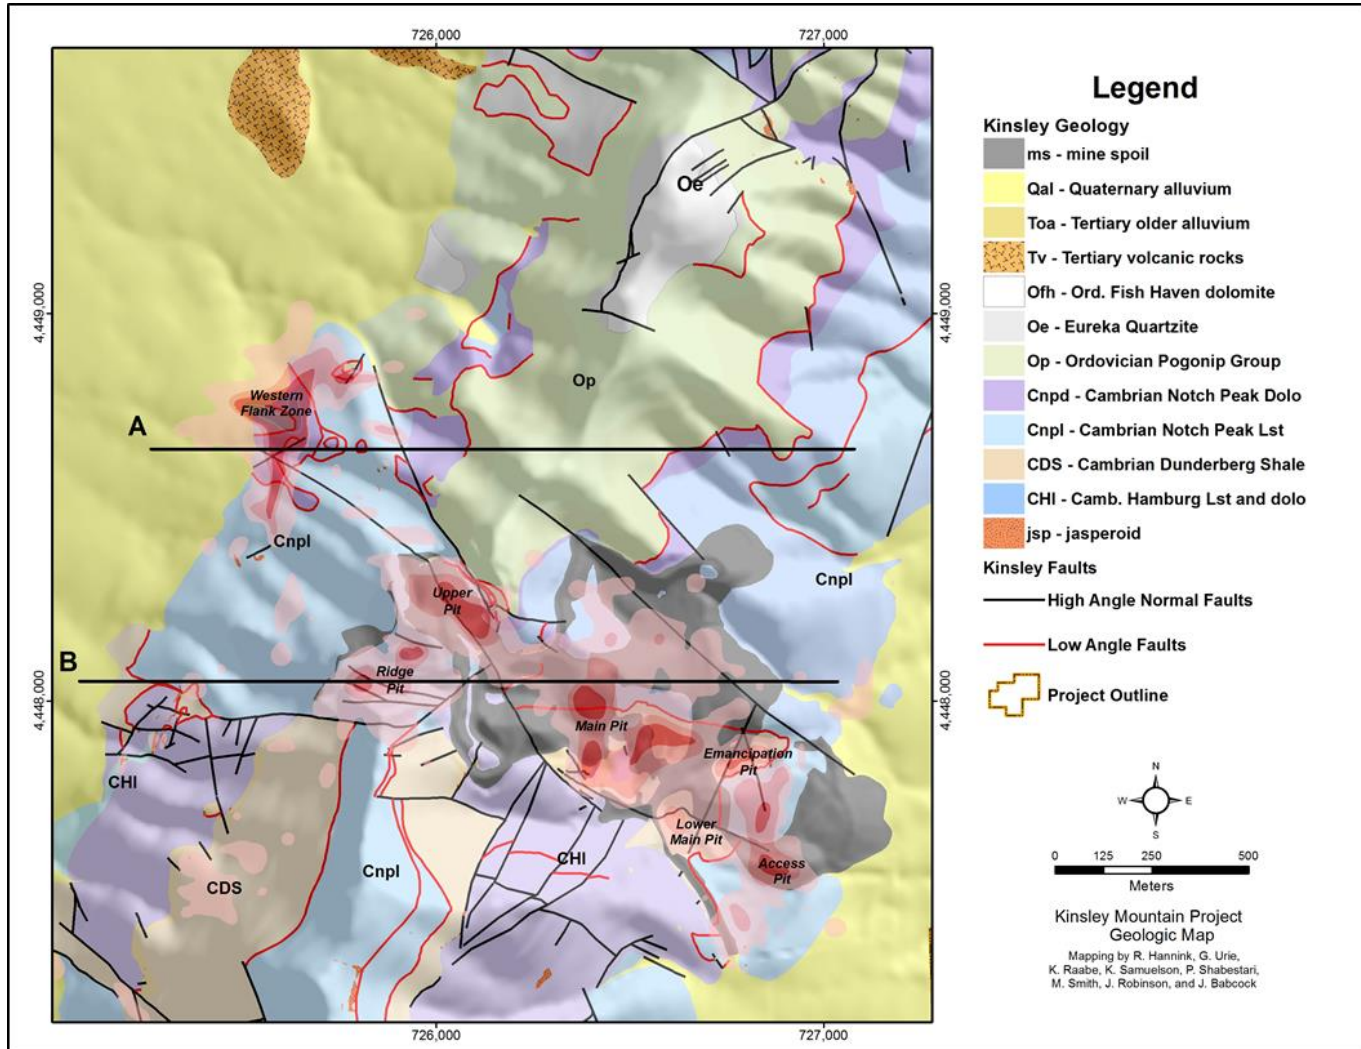 726,000
727,000
4,449,000
4,449,000
4,448,000
4,448,000
726,000
727,000
Oe
Op
Western
Flank Zone
A
Cnpl
Cnpl
Upper
Pit
B
Ridge
Pit
Main Pit
Emancipation
Pit
CHI
Lower
Main Pit
CHI
Cnpl
Access
Pit
CDS
Legend
Kinsley Geology
ms - mine spoil
Qal - Quaternary alluvium
Toa - Tertiary older alluvium
Tv - Tertiary volcanic rocks
Ofh - Ord. Fish Haven dolomite
Oe - Eureka Quartzite
Op - Ordovician Pogonip Group
Cnpd - Cambrian Notch Peak Dolo
Cnpl - Cambrian Notch Peak Lst
CDS - Cambrian Dunderberg Shale
CHI - Camb. Hamburg Lst and dolo
jsp - jasperoid
Kinsley Faults
High Angle Normal Faults
Low Angle Faults
Project Outline
N
W E
S
0 125 250 500
Meters
Kinsley Mountain Project
Geologic Map
Mapping by R. Hannink, G. Urie,
K. Raabe, K. Samuelson, P. Shabestari,
M. Smith, J. Robinson, and J. Babcock